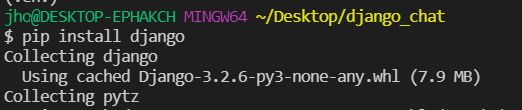 jho@DESKTOP-EPHAKCH MINGW64 ~/Desktop/django_chat
$ pip install django
Collecting django
  Using cached Django-3.2.6-py3-none-any.whl (7.9 MB)
Collecting pytz